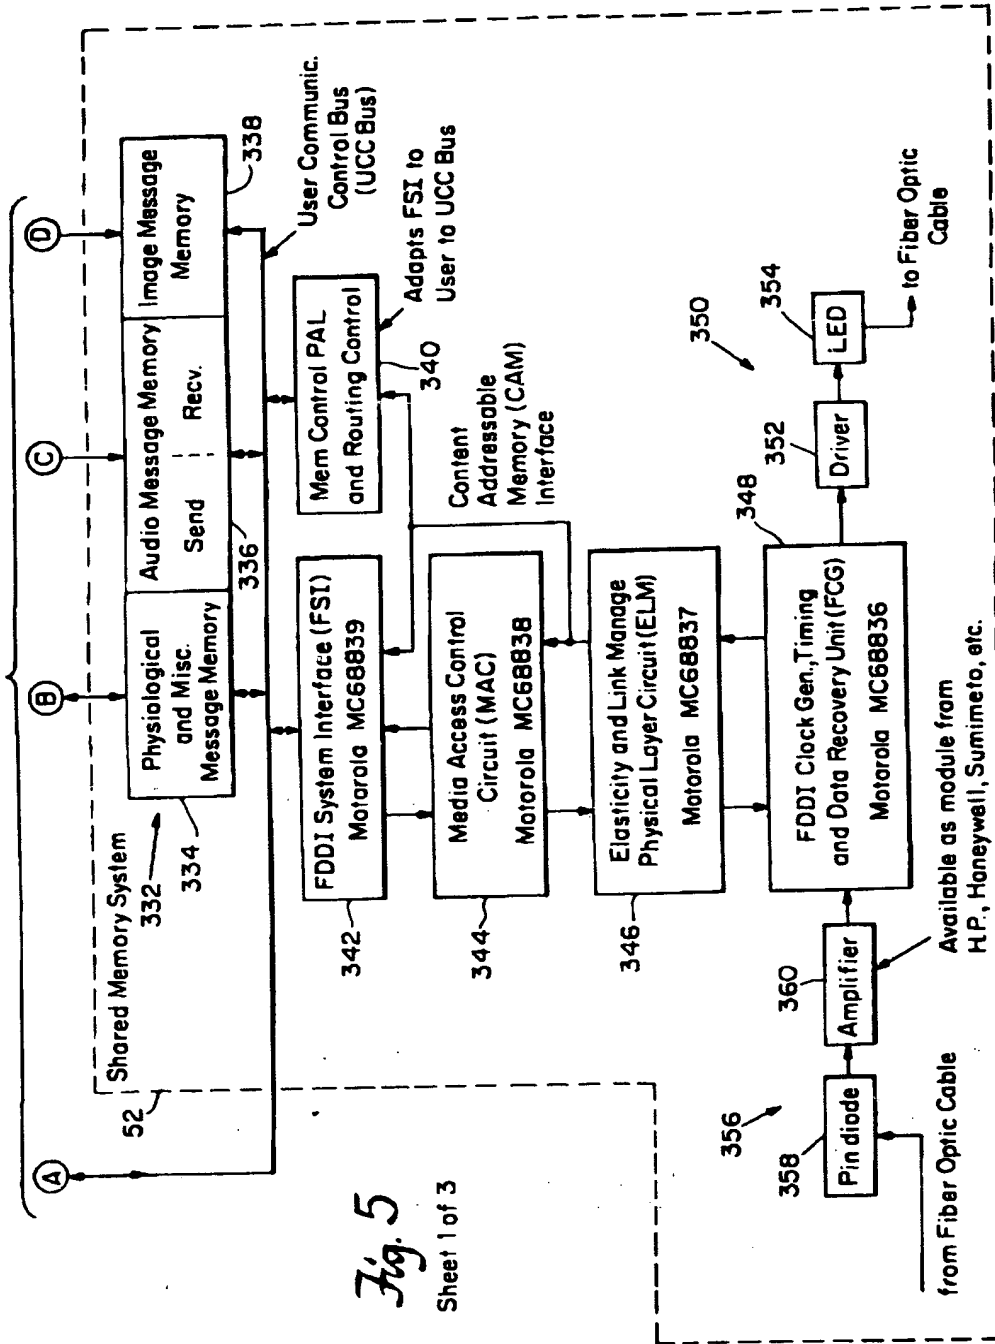 A
B
C
D
52
Shared Memory System
332
334
Physiological
and Misc.
Message Memory
Audio Message Memory
Send
Recv.
336
Image Message
Memory
338
User Communic.
Control Bus
(UCC Bus)
Mem Control PAL
and Routing Control
340
Adapts FSI to
User to UCC Bus
FDDI System Interface (FSI)
Motorola MC68839
342
Content
Addressable
Memory (CAM)
Interface
Media Access Control
Circuit (MAC)
Motorola MC68838
344
Elasticity and Link Manage
Physical Layer Circuit (ELM)
Motorola MC68837
346
FDDI Clock Gen., Timing
and Data Recovery Unit (FCG)
Motorola MC68836
348
350
352
Driver
354
LED
to Fiber Optic
Cable
356
358
Pin diode
360
Amplifier
from Fiber Optic Cable
Available as module from
H.P., Honeywell, Sumimeto, etc.
Fig. 5
Sheet 1 of 3